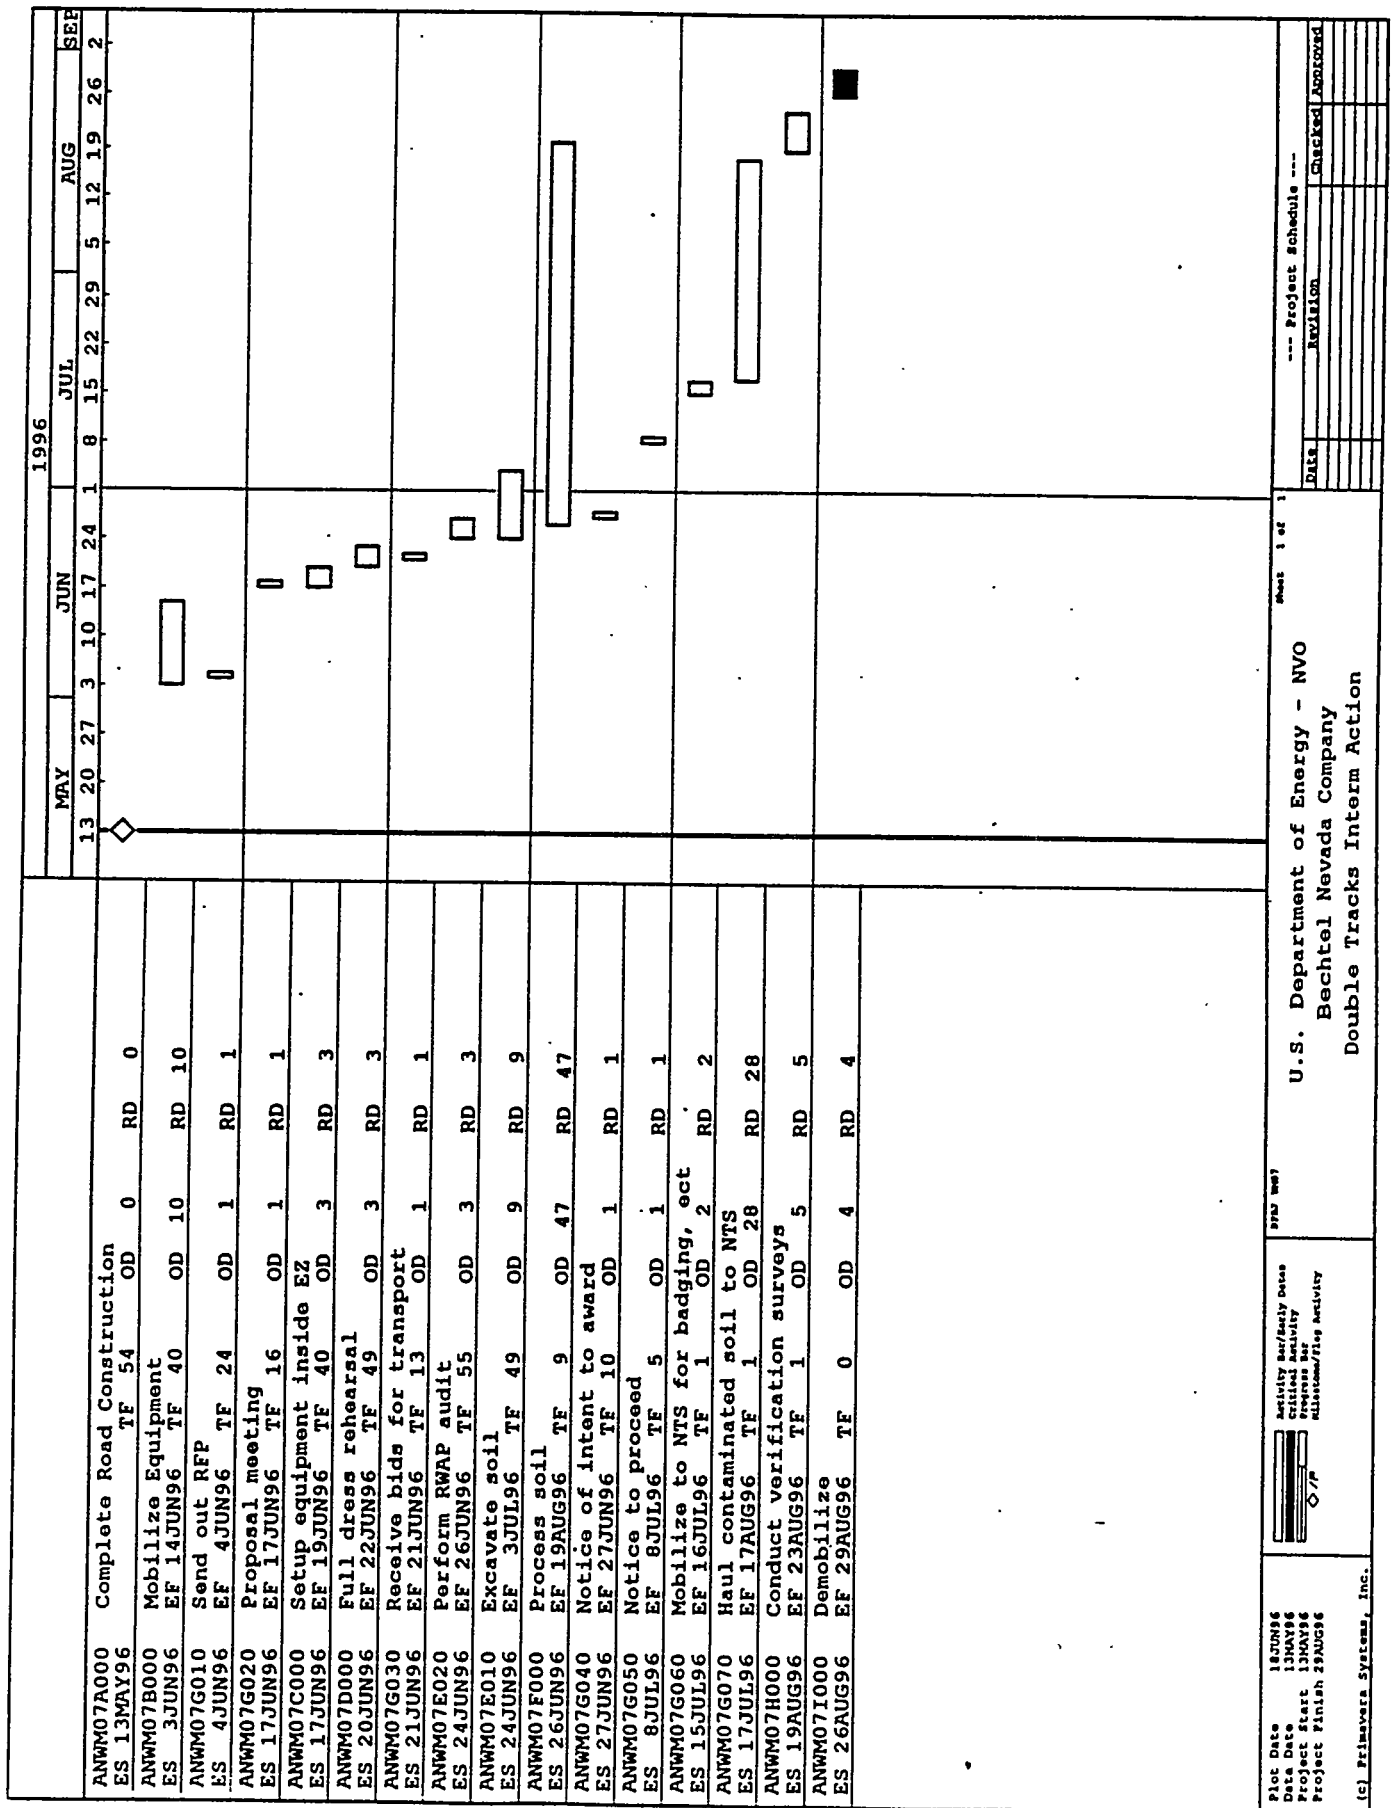 1996
MAY JUN JUL AUG SEP
13 20 27 3 10 17 24 1 8 15 22 29 5 12 19 26 2
ANWM07A000 Complete Road Construction
ES 13MAY96 TF 54 OD 0 RD 0
ANWM07B000 Mobilize Equipment
ES 3JUN96 EF 14JUN96 TF 40 OD 10 RD 10
ANWM07G010 Send out RFP
ES 4JUN96 EF 4JUN96 TF 24 OD 1 RD 1
ANWM07G020 Proposal meeting
ES 17JUN96 EF 17JUN96 TF 16 OD 1 RD 1
ANWM07C000 Setup equipment inside EZ
ES 17JUN96 EF 19JUN96 TF 40 OD 3 RD 3
ANWM07D000 Full dress rehearsal
ES 20JUN96 EF 22JUN96 TF 49 OD 3 RD 3
ANWM07G030 Receive bids for transport
ES 21JUN96 EF 21JUN96 TF 13 OD 1 RD 1
ANWM07E020 Perform RWAP audit
ES 24JUN96 EF 26JUN96 TF 55 OD 3 RD 3
ANWM07E010 Excavate soil
ES 24JUN96 EF 3JUL96 TF 49 OD 9 RD 9
ANWM07F000 Process soil
ES 26JUN96 EF 19AUG96 TF 9 OD 47 RD 47
ANWM07G040 Notice of intent to award
ES 27JUN96 EF 27JUN96 TF 10 OD 1 RD 1
ANWM07G050 Notice to proceed
ES 8JUL96 EF 8JUL96 TF 5 OD 1 RD 1
ANWM07G060 Mobilize to NTS for badging, ect
ES 15JUL96 EF 16JUL96 TF 1 OD 2 RD 2
ANWM07G070 Haul contaminated soil to NTS
ES 17JUL96 EF 17AUG96 TF 1 OD 28 RD 28
ANWM07H000 Conduct verification surveys
ES 19AUG96 EF 23AUG96 TF 1 OD 5 RD 5
ANWM07I000 Demobilize
ES 26AUG96 EF 29AUG96 TF 0 OD 4 RD 4
Plot Date 18JUN96
Data Date 13MAY96
Project Start 13MAY96
Project Finish 29AUG96
(c) Primavera Systems, Inc.
Activity Bar/Early Dates
Critical Activity
Progress Bar
Milestone/Flag Activity
U.S. Department of Energy - NVO
Bechtel Nevada Company
Double Tracks Interm Action
Sheet 1 of 1
--- Project Schedule ---
Date Revision Checked Approved